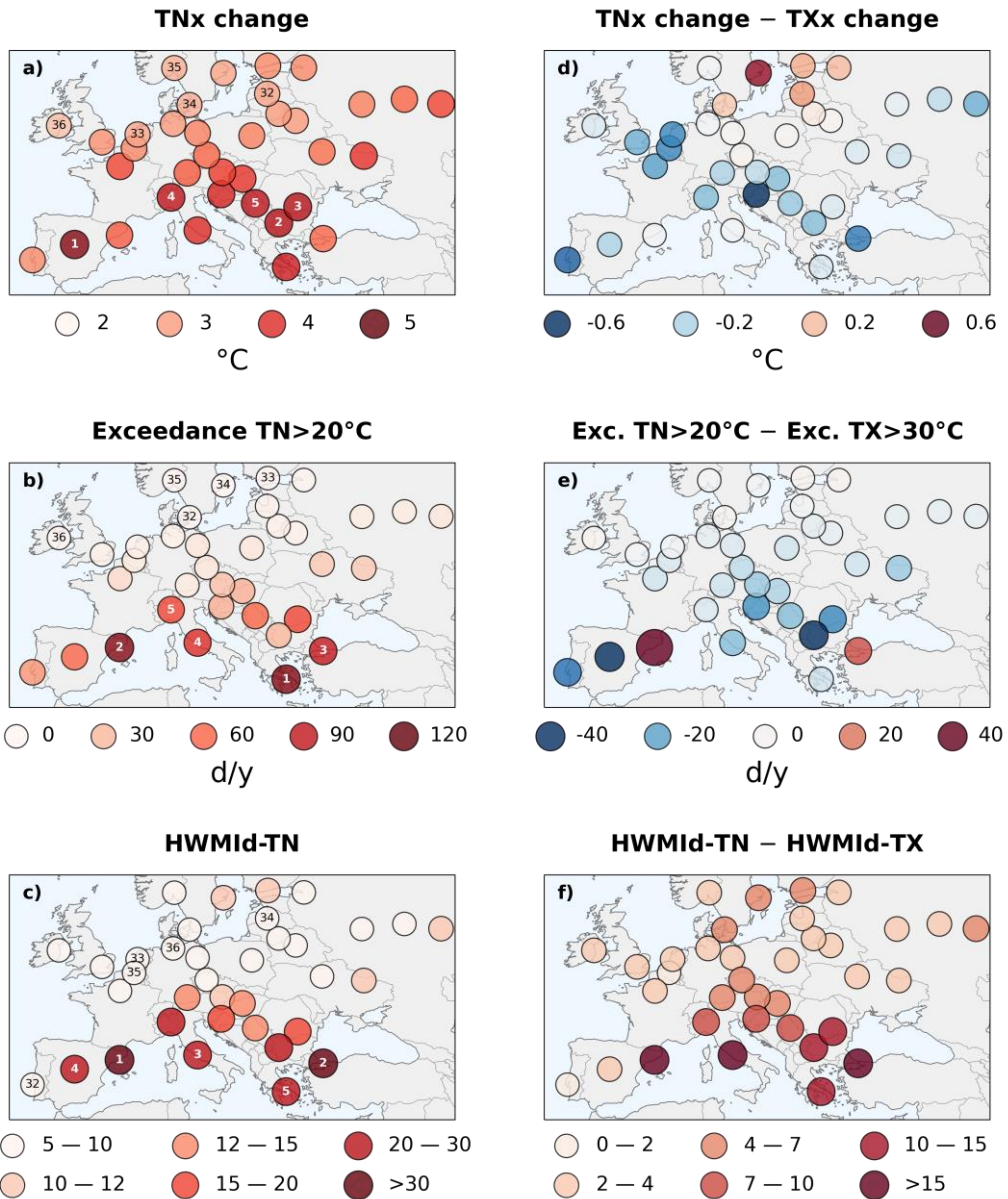 TNx change
TNx change − TXx change
a)
35
34
32
36
33
4
5
3
2
1
d)
2 3 4 5
°C
-0.6 -0.2 0.2 0.6
°C
Exceedance TN>20°C
Exc. TN>20°C − Exc. TX>30°C
b)
35
34
33
32
36
5
4
2
3
1
e)
0 30 60 90 120
d/y
-40 -20 0 20 40
d/y
HWMId-TN
HWMId-TN − HWMId-TX
c)
34
36
33
35
3
1
2
4
32
5
f)
5 — 10 12 — 15 20 — 30
10 — 12 15 — 20 >30
0 — 2 4 — 7 10 — 15
2 — 4 7 — 10 >15